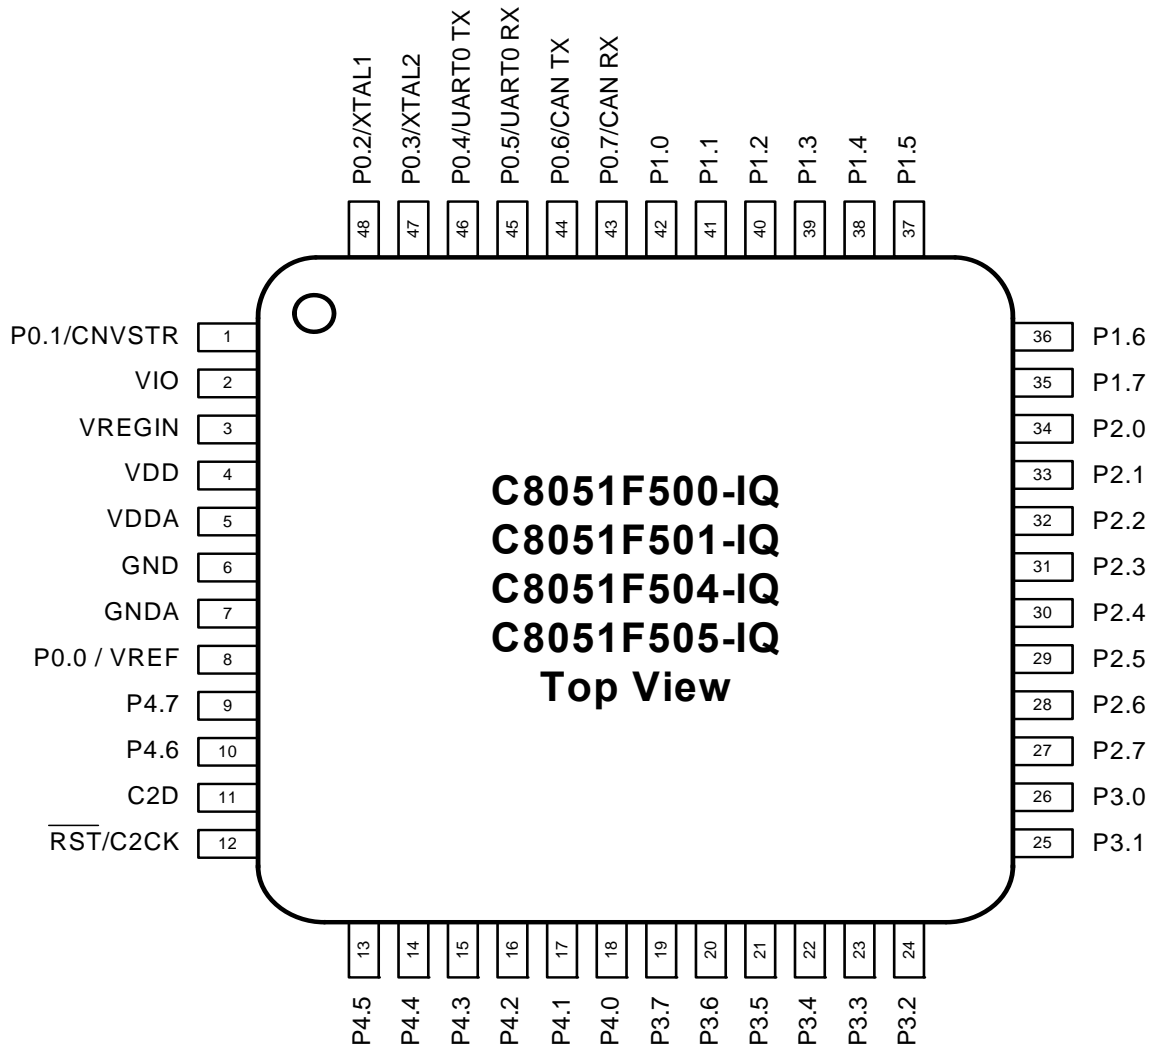 P0.2/XTAL1
P0.3/XTAL2
P0.4/UART0 TX
P0.5/UART0 RX
P0.6/CAN TX
P0.7/CAN RX
P1.0
P1.1
P1.2
P1.3
P1.4
P1.5
48
47
46
45
44
43
42
41
40
39
38
37
P0.1/CNVSTR 1
VIO 2
VREGIN 3
VDD 4
VDDA 5
GND 6
GNDA 7
P0.0 / VREF 8
P4.7 9
P4.6 10
C2D 11
RST/C2CK 12
C8051F500-IQ
C8051F501-IQ
C8051F504-IQ
C8051F505-IQ
Top View
36 P1.6
35 P1.7
34 P2.0
33 P2.1
32 P2.2
31 P2.3
30 P2.4
29 P2.5
28 P2.6
27 P2.7
26 P3.0
25 P3.1
13
14
15
16
17
18
19
20
21
22
23
24
P4.5
P4.4
P4.3
P4.2
P4.1
P4.0
P3.7
P3.6
P3.5
P3.4
P3.3
P3.2